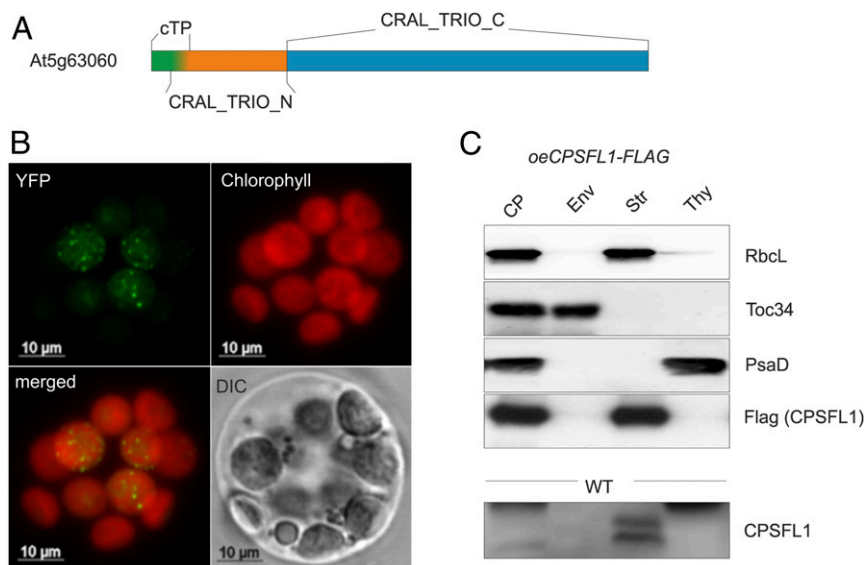 A
cTP
CRAL_TRIO_C
At5g63060
CRAL_TRIO_N
B
YFP
10 µm
Chlorophyll
10 µm
merged
10 µm
DIC
10 µm
C
oeCPSFL1-FLAG
CP Env Str Thy
RbcL
Toc34
PsaD
Flag (CPSFL1)
WT
CPSFL1